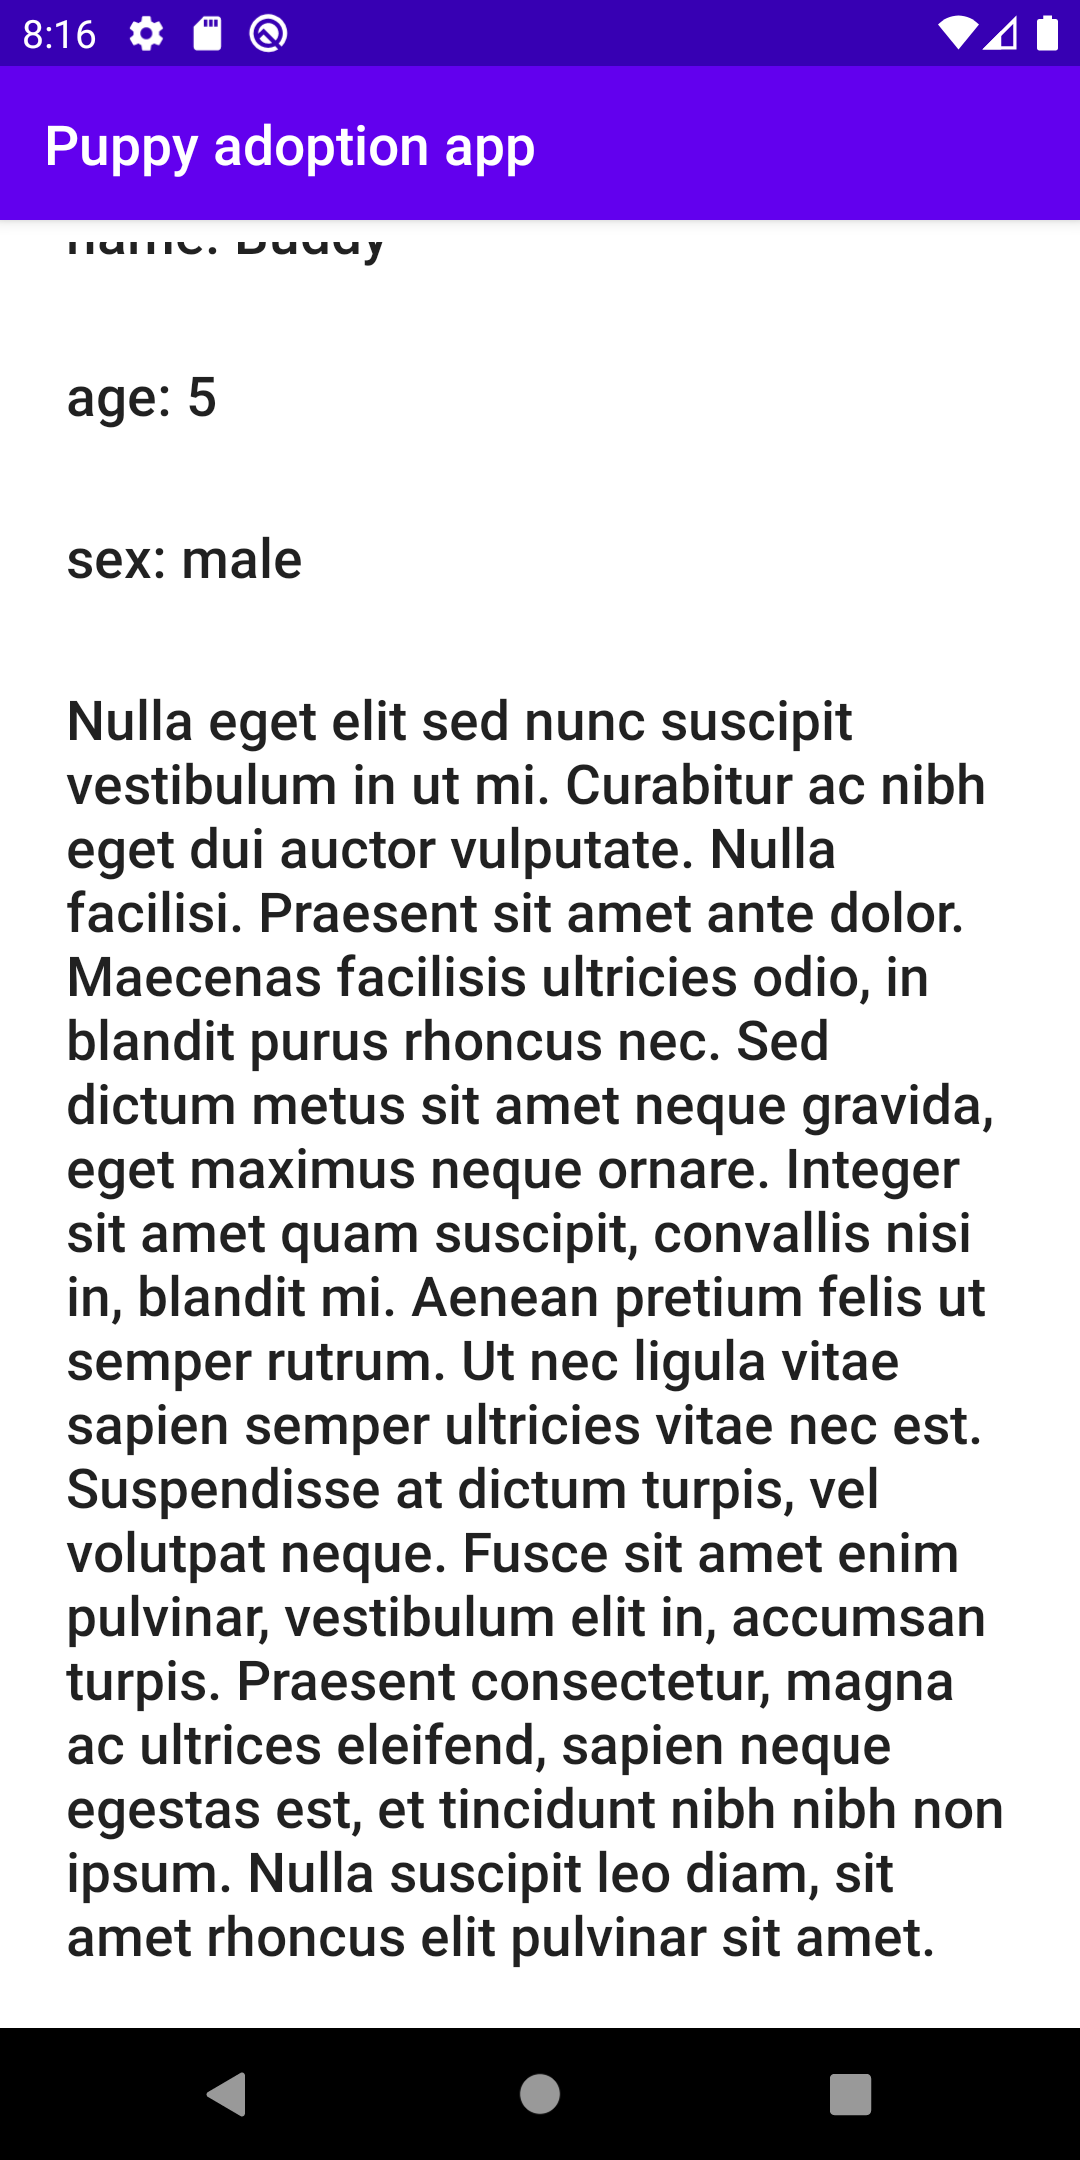 8:16
Puppy adoption app
name: Buddy
age: 5
sex: male
Nulla eget elit sed nunc suscipit
vestibulum in ut mi. Curabitur ac nibh
eget dui auctor vulputate. Nulla
facilisi. Praesent sit amet ante dolor.
Maecenas facilisis ultricies odio, in
blandit purus rhoncus nec. Sed
dictum metus sit amet neque gravida,
eget maximus neque ornare. Integer
sit amet quam suscipit, convallis nisi
in, blandit mi. Aenean pretium felis ut
semper rutrum. Ut nec ligula vitae
sapien semper ultricies vitae nec est.
Suspendisse at dictum turpis, vel
volutpat neque. Fusce sit amet enim
pulvinar, vestibulum elit in, accumsan
turpis. Praesent consectetur, magna
ac ultrices eleifend, sapien neque
egestas est, et tincidunt nibh nibh non
ipsum. Nulla suscipit leo diam, sit
amet rhoncus elit pulvinar sit amet.